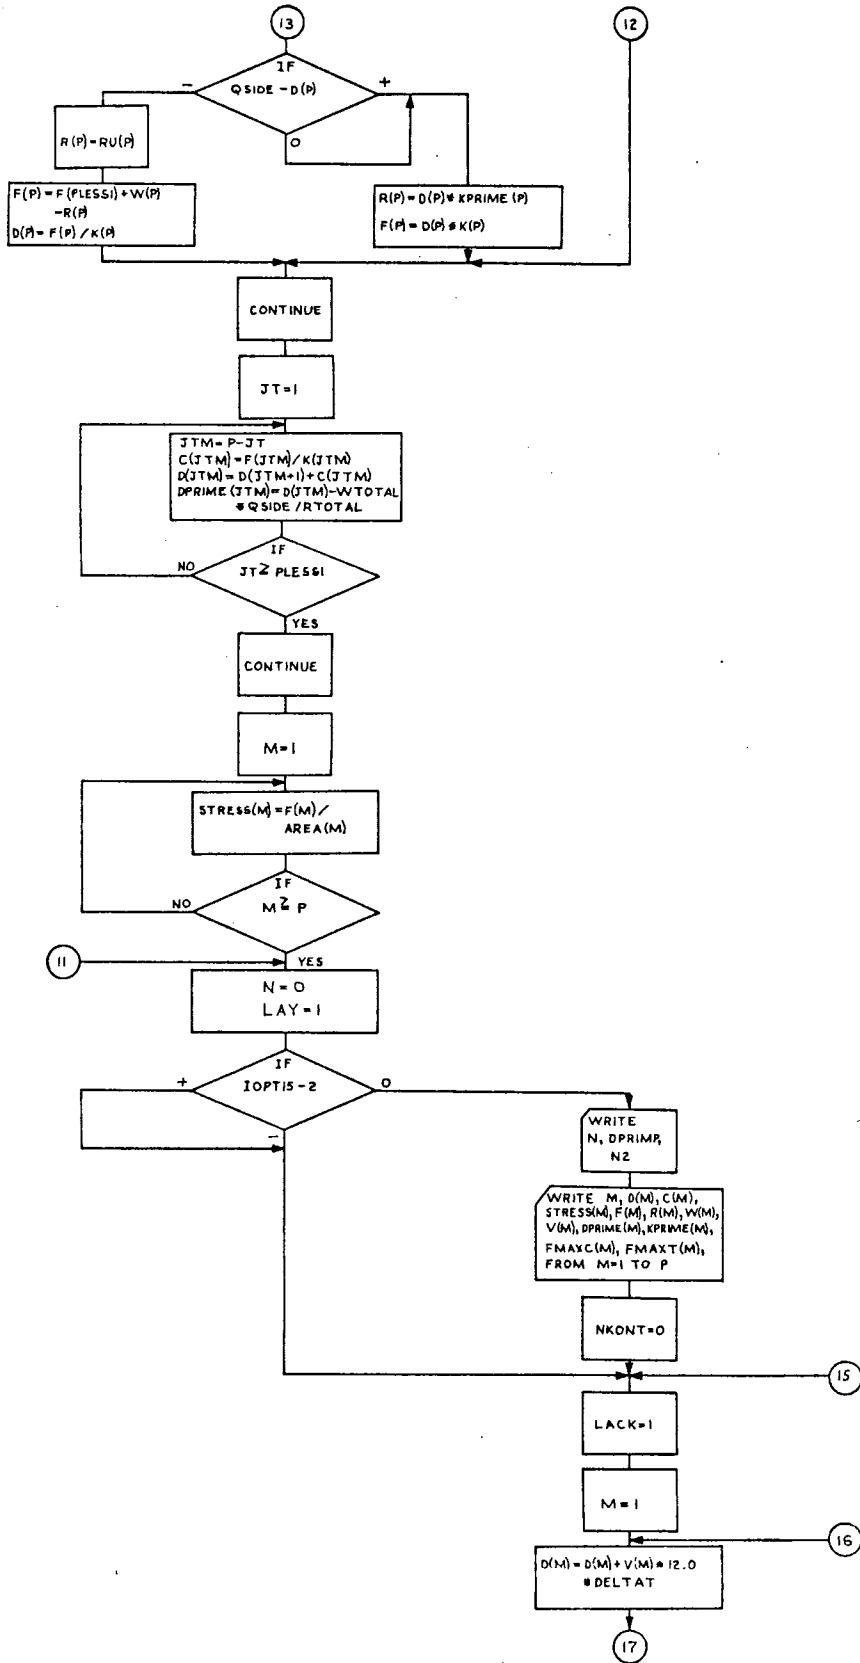 13
12
IF
QSIDE - D(P)
-
+
0
R(P)=RU(P)
F(P)=F(PLESS1)+W(P)
-R(P)
D(P)=F(P)/K(P)
R(P)=D(P)*KPRIME(P)
F(P)=D(P)*K(P)
CONTINUE
JT=1
JTM=P-JT
C(JTM)=F(JTM)/K(JTM)
D(JTM)=D(JTM+1)+C(JTM)
DPRIME(JTM)=D(JTM)-WTOTAL
*QSIDE/RTOTAL
IF
JT≥PLESS1
NO
YES
CONTINUE
M=1
STRESS(M)=F(M)/
AREA(M)
IF
M≥P
NO
YES
11
N=0
LAY=1
IF
IOPT15-2
+
0
-
WRITE
N, DPRIMP,
N2
WRITE M, D(M), C(M),
STRESS(M), F(M), R(M), W(M),
V(M), DPRIME(M), KPRIME(M),
FMAXC(M), FMAXT(M),
FROM M=1 TO P
NKONT=0
15
LACK=1
M=1
16
D(M)=D(M)+V(M)*12.0
*DELTAT
17